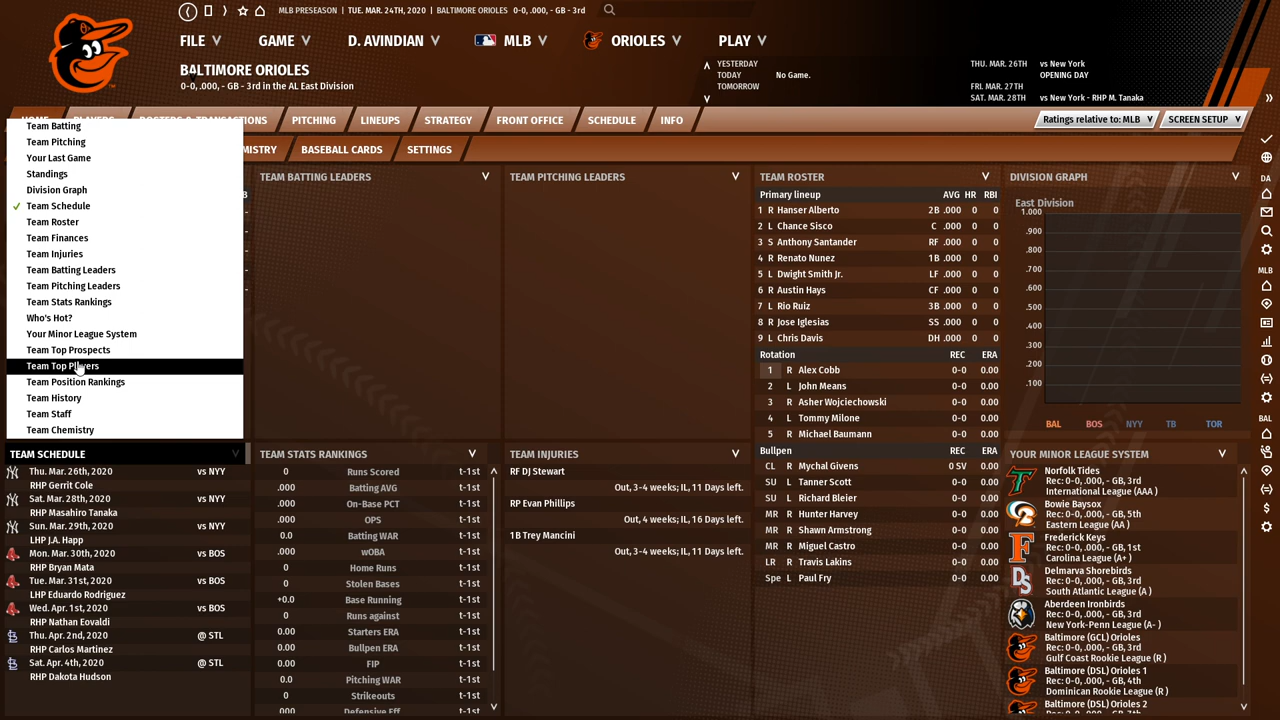 MLB PRESEASON | TUE. MAR. 24TH, 2020 | BALTIMORE ORIOLES 0-0, .000, - GB - 3rd
FILE GAME D. AVINDIAN MLB ORIOLES PLAY
BALTIMORE ORIOLES
0-0, .000, - GB - 3rd in the AL East Division
YESTERDAY
TODAY No Game.
TOMORROW
THU. MAR. 26TH vs New York
OPENING DAY
FRI. MAR. 27TH
SAT. MAR. 28TH vs New York - RHP M. Tanaka
HOME PLAYERS ROSTERS & TRANSACTIONS PITCHING LINEUPS STRATEGY FRONT OFFICE SCHEDULE INFO
Ratings relative to: MLB SCREEN SETUP
MISTRY BASEBALL CARDS SETTINGS
Team Batting
Team Pitching
Your Last Game
Standings
Division Graph
Team Schedule
Team Roster
Team Finances
Team Injuries
Team Batting Leaders
Team Pitching Leaders
Team Stats Rankings
Who's Hot?
Your Minor League System
Team Top Prospects
Team Top Players
Team Position Rankings
Team History
Team Staff
Team Chemistry
TEAM SCHEDULE
Thu. Mar. 26th, 2020 vs NYY
RHP Gerrit Cole
Sat. Mar. 28th, 2020 vs NYY
RHP Masahiro Tanaka
Sun. Mar. 29th, 2020 vs NYY
LHP J.A. Happ
Mon. Mar. 30th, 2020 vs BOS
RHP Bryan Mata
Tue. Mar. 31st, 2020 vs BOS
LHP Eduardo Rodriguez
Wed. Apr. 1st, 2020 vs BOS
RHP Nathan Eovaldi
Thu. Apr. 2nd, 2020 @ STL
RHP Carlos Martinez
Sat. Apr. 4th, 2020 @ STL
RHP Dakota Hudson
TEAM BATTING LEADERS
TEAM STATS RANKINGS
0 Runs Scored t-1st
.000 Batting AVG t-1st
.000 On-Base PCT t-1st
.000 OPS t-1st
0.0 Batting WAR t-1st
.000 wOBA t-1st
0 Home Runs t-1st
0 Stolen Bases t-1st
+0.0 Base Running t-1st
0 Runs against t-1st
0.00 Starters ERA t-1st
0.00 Bullpen ERA t-1st
0.00 FIP t-1st
0.0 Pitching WAR t-1st
0 Strikeouts t-1st
.000 Defensive Eff. t-1st
TEAM PITCHING LEADERS
TEAM INJURIES
RF DJ Stewart
Out, 3-4 weeks; IL, 11 Days left.
RP Evan Phillips
Out, 4 weeks; IL, 16 Days left.
1B Trey Mancini
Out, 3-4 weeks; IL, 11 Days left.
TEAM ROSTER
Primary lineup AVG HR RBI
1 R Hanser Alberto 2B .000 0 0
2 L Chance Sisco C .000 0 0
3 S Anthony Santander RF .000 0 0
4 R Renato Nunez 1B .000 0 0
5 L Dwight Smith Jr. LF .000 0 0
6 R Austin Hays CF .000 0 0
7 L Rio Ruiz 3B .000 0 0
8 R Jose Iglesias SS .000 0 0
9 L Chris Davis DH .000 0 0
Rotation REC ERA
1 R Alex Cobb 0-0 0.00
2 L John Means 0-0 0.00
3 R Asher Wojciechowski 0-0 0.00
4 L Tommy Milone 0-0 0.00
5 R Michael Baumann 0-0 0.00
Bullpen REC ERA
CL R Mychal Givens 0 SV 0.00
SU L Tanner Scott 0-0 0.00
SU L Richard Bleier 0-0 0.00
MR R Hunter Harvey 0-0 0.00
MR R Shawn Armstrong 0-0 0.00
MR R Miguel Castro 0-0 0.00
LR R Travis Lakins 0-0 0.00
Spe L Paul Fry 0-0 0.00
DIVISION GRAPH
East Division
1.000
.900
.800
.700
.600
.500
.400
.300
.200
.100
BAL BOS NYY TB TOR
YOUR MINOR LEAGUE SYSTEM
Norfolk Tides
Rec: 0-0, .000, - GB, 3rd
International League (AAA )
Bowie Baysox
Rec: 0-0, .000, - GB, 5th
Eastern League (AA )
Frederick Keys
Rec: 0-0, .000, - GB, 1st
Carolina League (A+ )
Delmarva Shorebirds
Rec: 0-0, .000, - GB, 3rd
South Atlantic League (A )
Aberdeen Ironbirds
Rec: 0-0, .000, - GB, 3rd
New York-Penn League (A- )
Baltimore (GCL) Orioles
Rec: 0-0, .000, - GB, 3rd
Gulf Coast Rookie League (R )
Baltimore (DSL) Orioles 1
Rec: 0-0, .000, - GB, 4th
Dominican Rookie League (R )
Baltimore (DSL) Orioles 2
DA
MLB
BAL